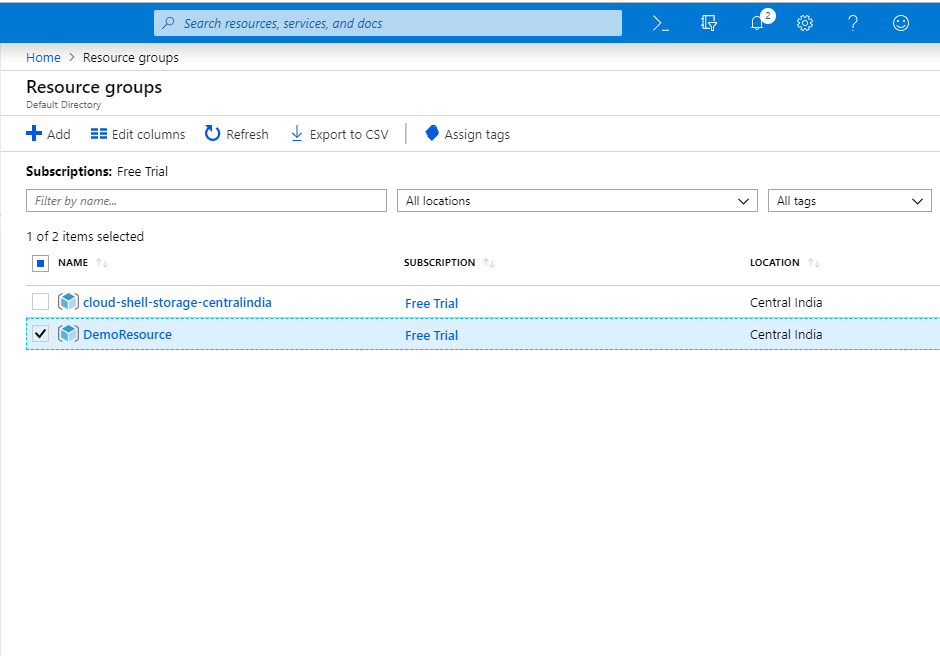 Search resources, services, and docs
2
Home > Resource groups
Resource groups
Default Directory
Add Edit columns Refresh Export to CSV Assign tags
Subscriptions: Free Trial
Filter by name... All locations All tags
1 of 2 items selected
NAME SUBSCRIPTION LOCATION
cloud-shell-storage-centralindia Free Trial Central India
DemoResource Free Trial Central India